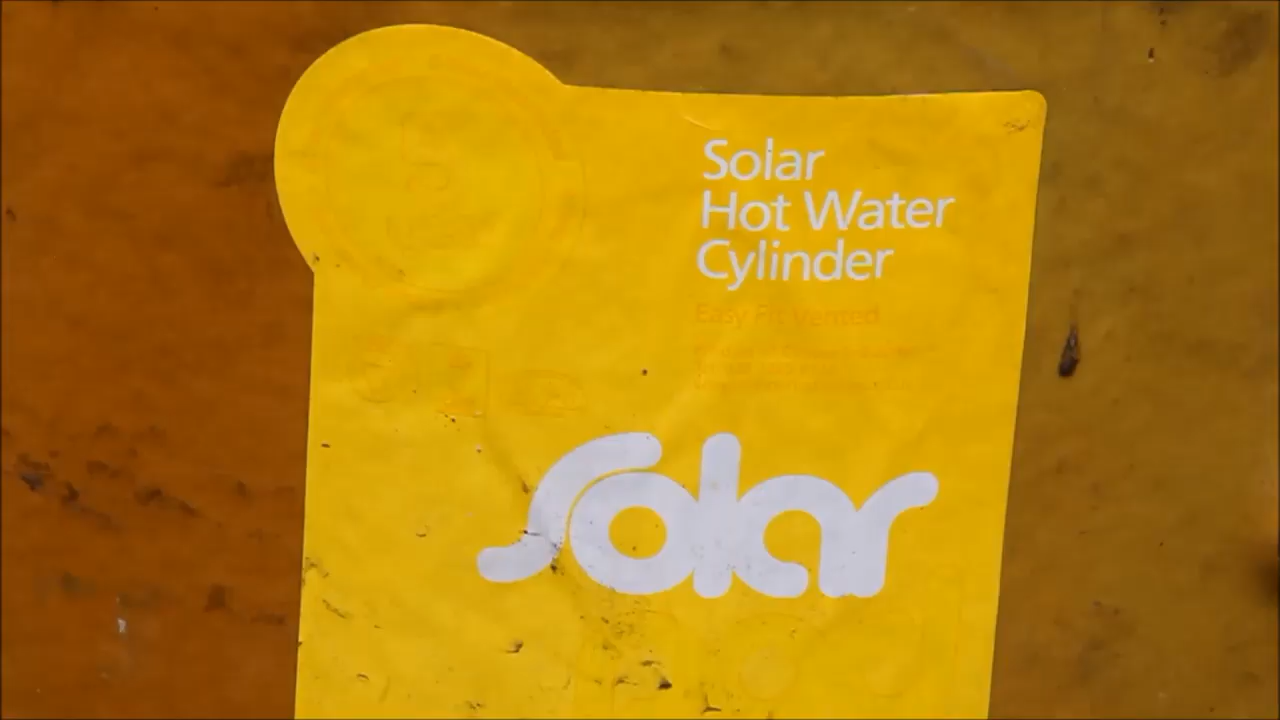 Solar
Hot Water
Cylinder
Easy Fit Vented
Solar